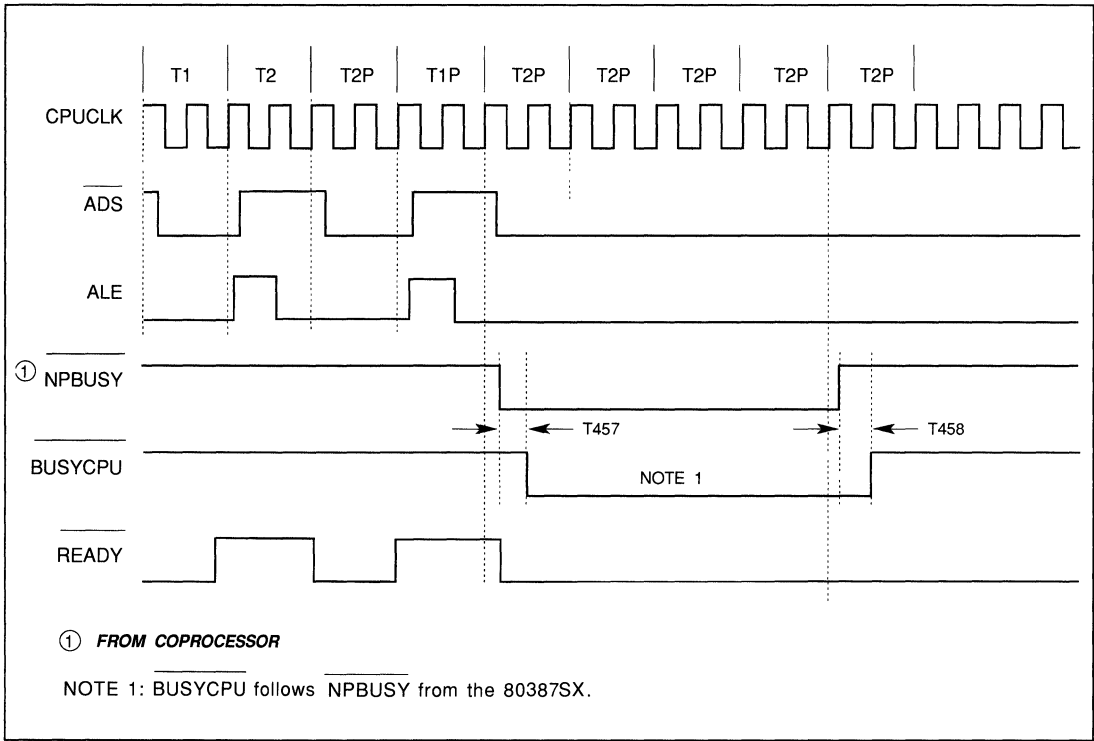 T1 T2 T2P T1P T2P T2P T2P T2P T2P
CPUCLK
ADS
ALE
① NPBUSY
T457 T458
BUSYCPU
NOTE 1
READY
① FROM COPROCESSOR
NOTE 1: BUSYCPU follows NPBUSY from the 80387SX.